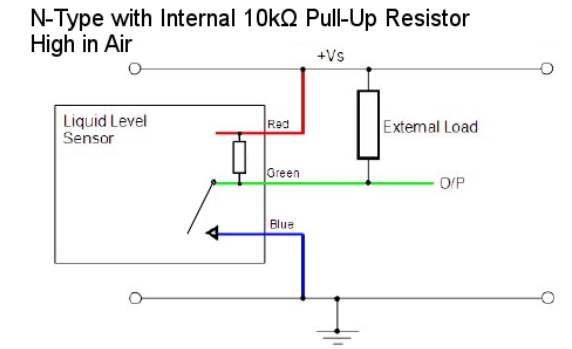 N-Type with Internal 10kΩ Pull-Up Resistor
High in Air
+Vs
Liquid Level
Sensor
Red
External Load
Green
O/P
Blue